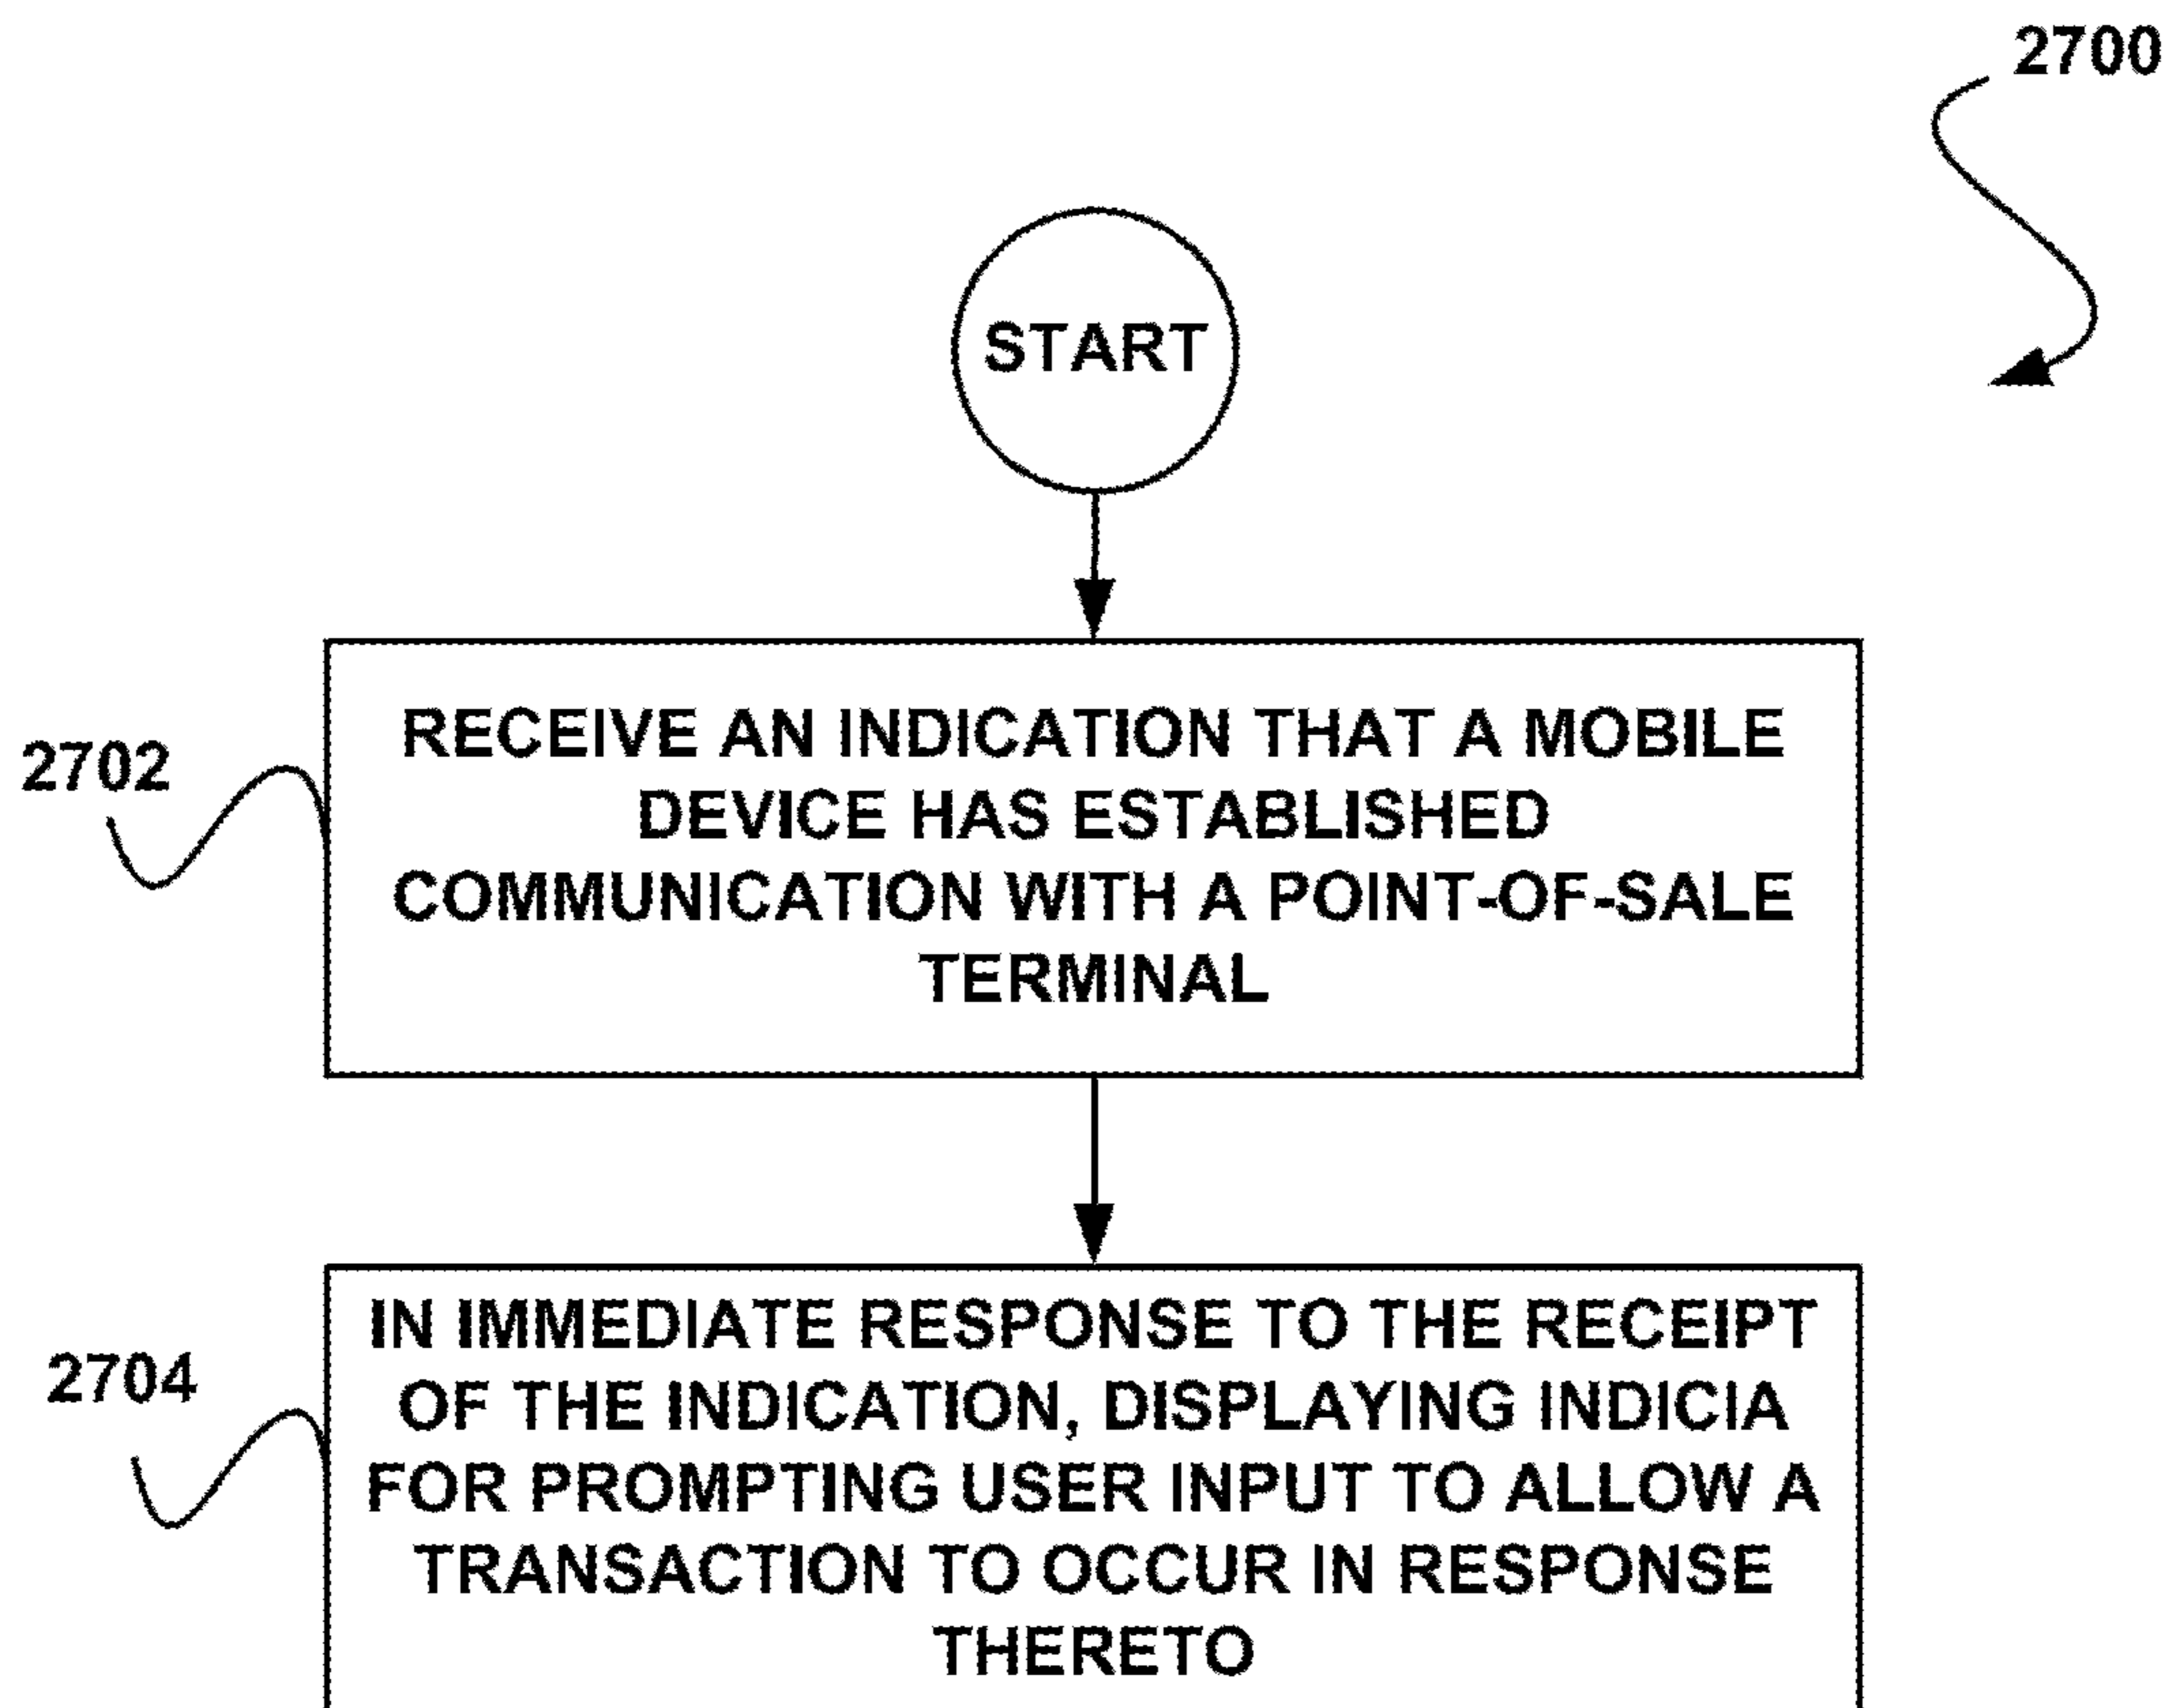 2700
START
2702
RECEIVE AN INDICATION THAT A MOBILE
DEVICE HAS ESTABLISHED
COMMUNICATION WITH A POINT-OF-SALE
TERMINAL
2704
IN IMMEDIATE RESPONSE TO THE RECEIPT
OF THE INDICATION, DISPLAYING INDICIA
FOR PROMPTING USER INPUT TO ALLOW A
TRANSACTION TO OCCUR IN RESPONSE
THERETO